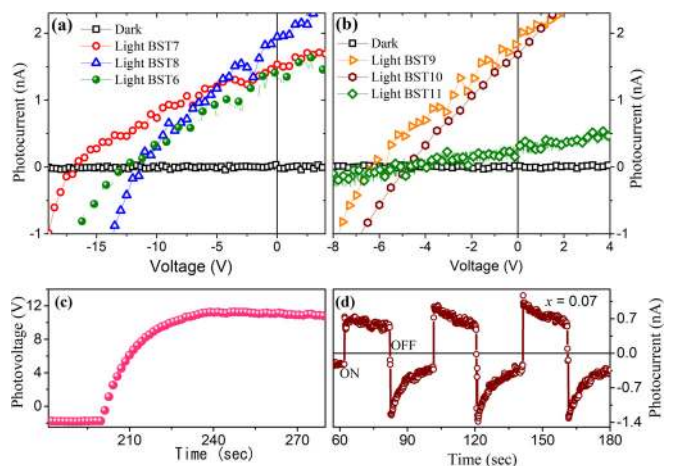 (a)
Dark
Light BST7
Light BST8
Light BST6
Photocurrent (nA)
2
1
0
-1
-15
-10
-5
0
Voltage (V)
(b)
Dark
Light BST9
Light BST10
Light BST11
Photocurrent (nA)
2
1
0
-1
-8
-6
-4
-2
0
2
4
Voltage (V)
(c)
Photovoltage (V)
12
8
4
0
210
240
270
Time (sec)
(d)
x = 0.07
ON
OFF
Photocurrent (nA)
0.7
0.0
-0.7
-1.4
60
90
120
150
180
Time (sec)